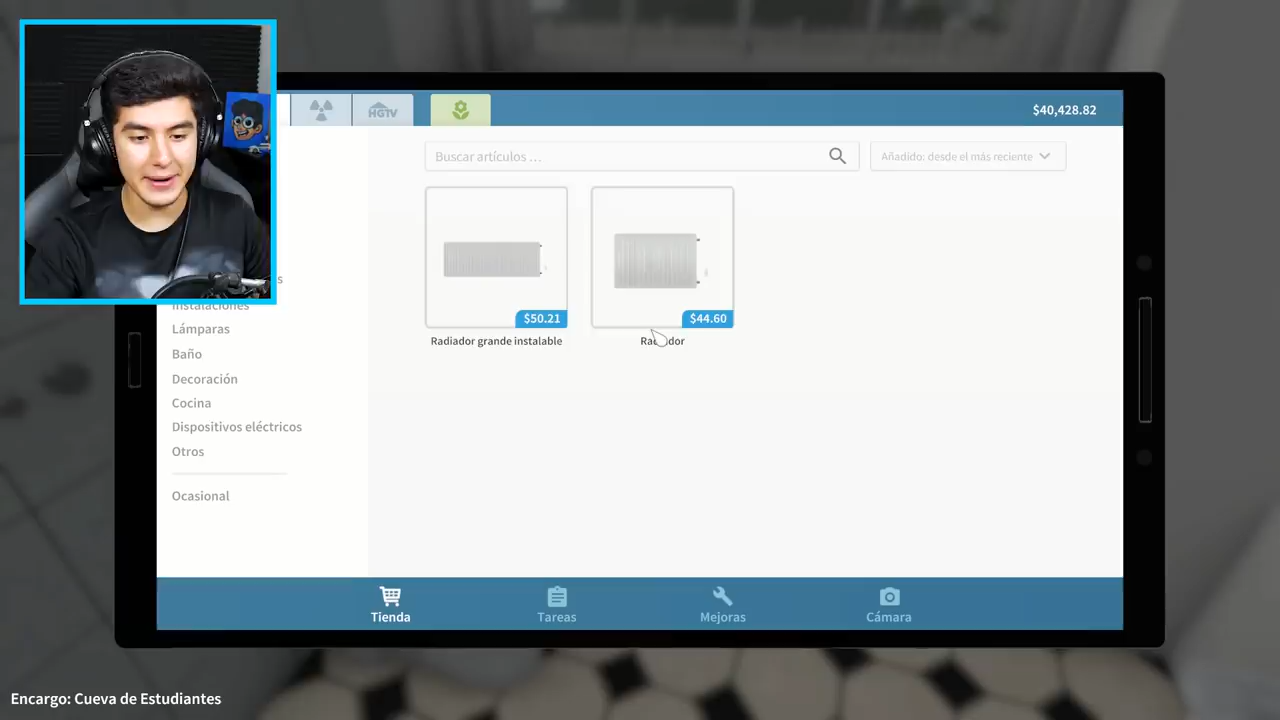 HGTV
$40,428.82
Buscar artículos ...
Añadido: desde el más reciente
$50.21
$44.60
Radiador grande instalable
Instalaciones
Lámparas
Baño
Decoración
Cocina
Dispositivos eléctricos
Otros
Ocasional
Tienda
Tareas
Mejoras
Cámara
Encargo: Cueva de Estudiantes